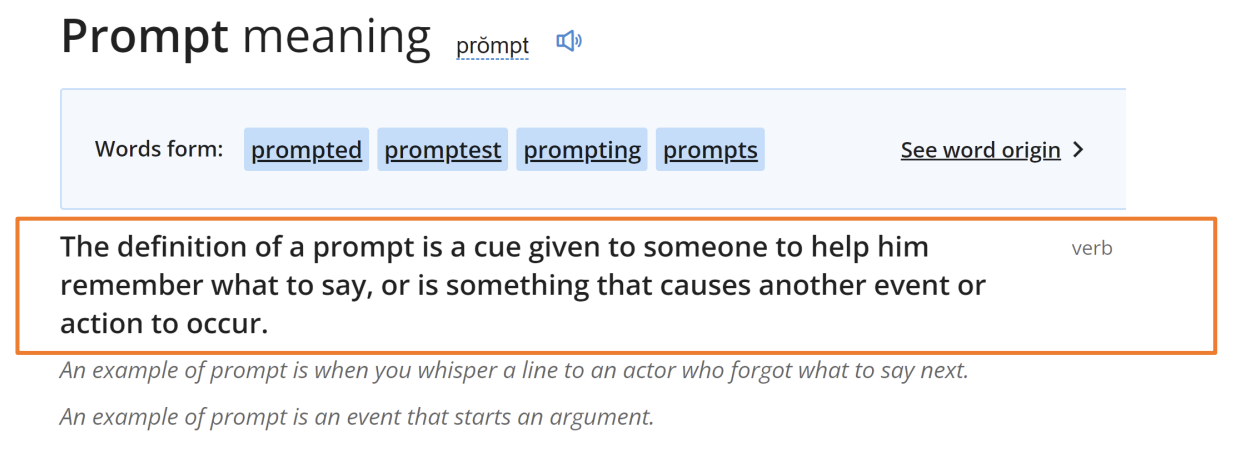 Prompt meaning prŏmpt
Words form: prompted promptest prompting prompts See word origin
The definition of a prompt is a cue given to someone to help him verb
remember what to say, or is something that causes another event or
action to occur.
An example of prompt is when you whisper a line to an actor who forgot what to say next.
An example of prompt is an event that starts an argument.